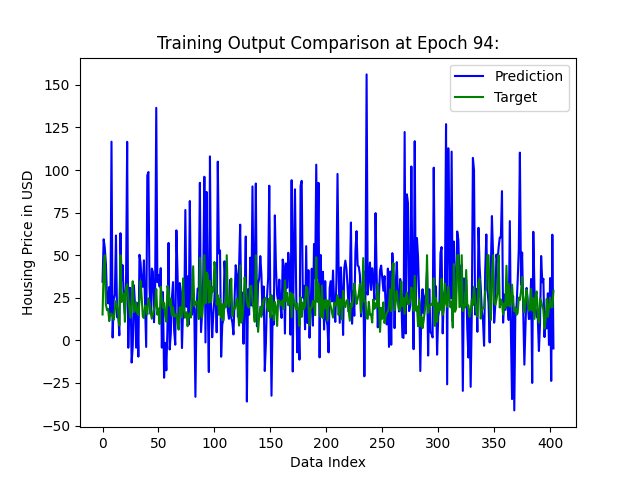 Training Output Comparison at Epoch 94:
Prediction
Target
Housing Price in USD
150
125
100
75
50
25
0
−25
−50
0 50 100 150 200 250 300 350 400
Data Index